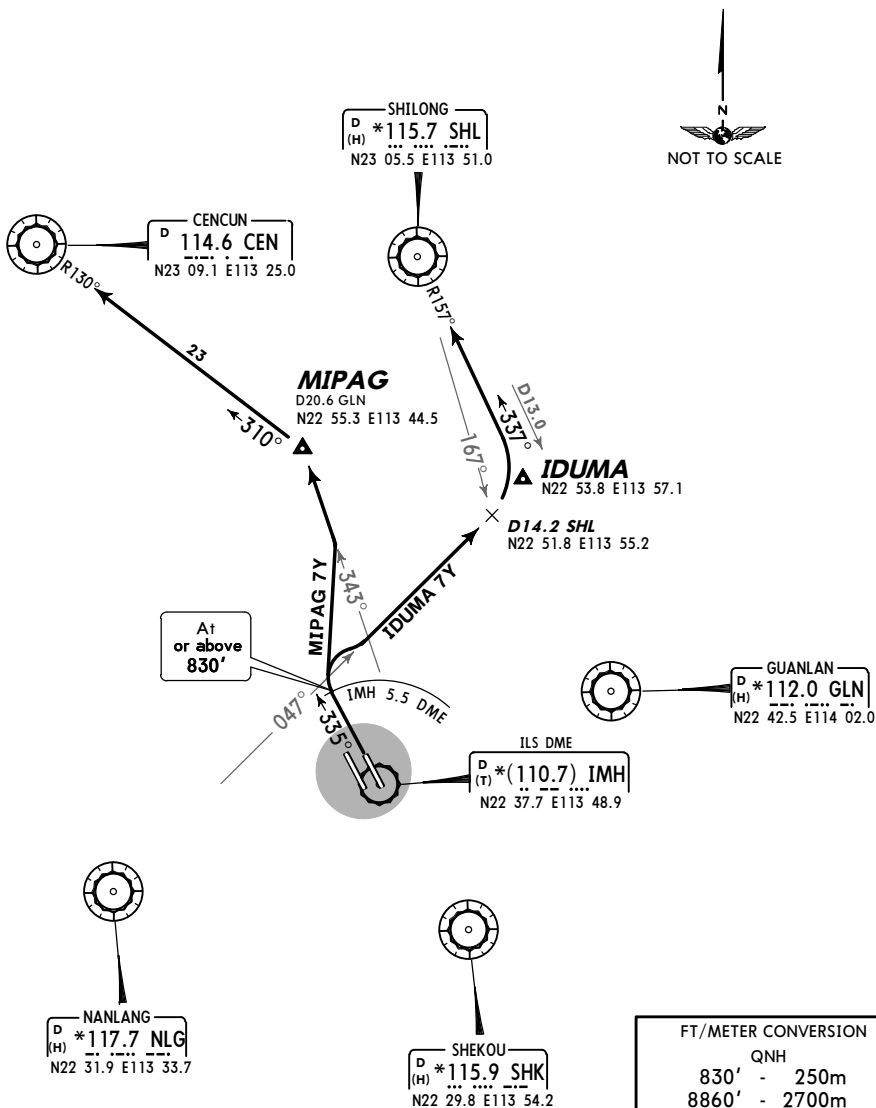 N
NOT TO SCALE
SHILONG
D
(H) *115.7 SHL
N23 05.5 E113 51.0
CENCUN
D 114.6 CEN
N23 09.1 E113 25.0
R130°
R157°
23
MIPAG
D20.6 GLN
N22 55.3 E113 44.5
310°
D13.0
337°
167°
IDUMA
N22 53.8 E113 57.1
D14.2 SHL
N22 51.8 E113 55.2
343°
MIPAG 7Y
IDUMA 7Y
At
or above
830'
047°
335°
IMH 5.5 DME
GUANLAN
D
(H) *112.0 GLN
N22 42.5 E114 02.0
ILS DME
D
(T) *(110.7) IMH
N22 37.7 E113 48.9
NANLANG
D
(H) *117.7 NLG
N22 31.9 E113 33.7
SHEKOU
D
(H) *115.9 SHK
N22 29.8 E113 54.2
FT/METER CONVERSION
QNH
830' - 250m
8860' - 2700m